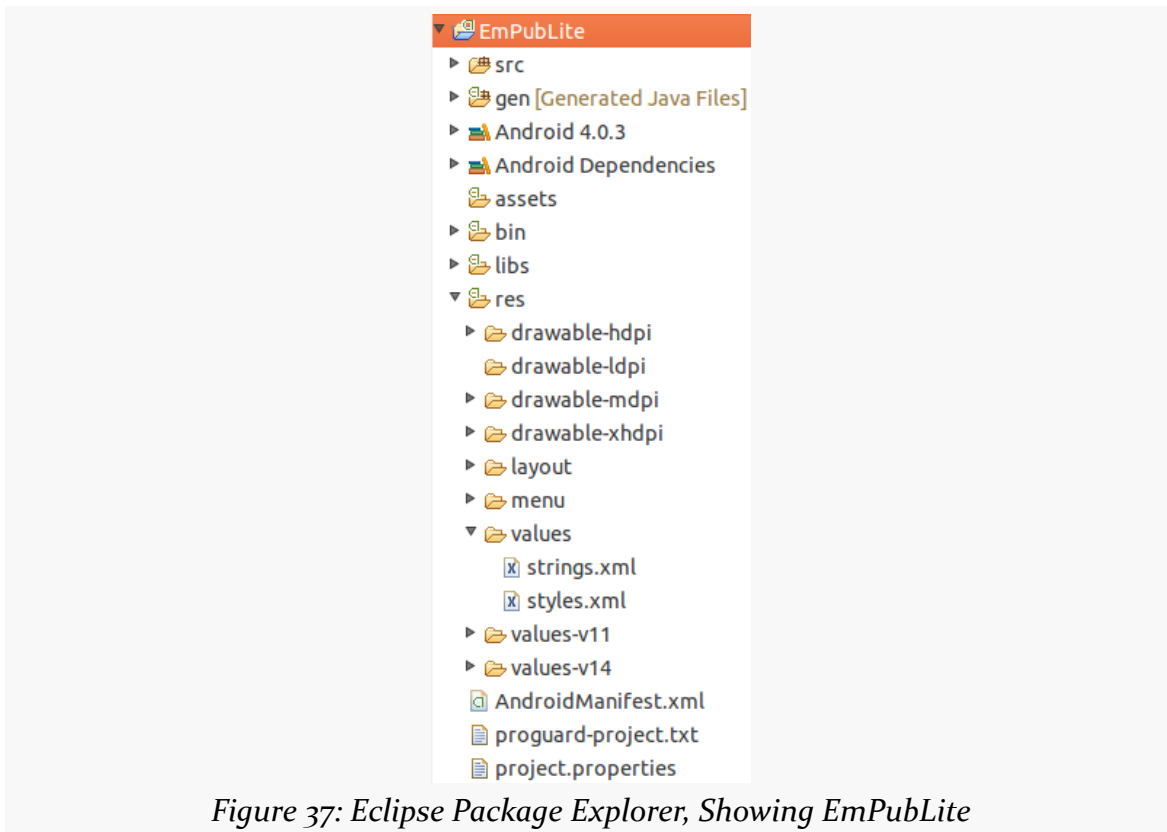 EmPubLite
src
gen [Generated Java Files]
Android 4.0.3
Android Dependencies
assets
bin
libs
res
drawable-hdpi
drawable-ldpi
drawable-mdpi
drawable-xhdpi
layout
menu
values
strings.xml
styles.xml
values-v11
values-v14
AndroidManifest.xml
proguard-project.txt
project.properties
Figure 37: Eclipse Package Explorer, Showing EmPubLite